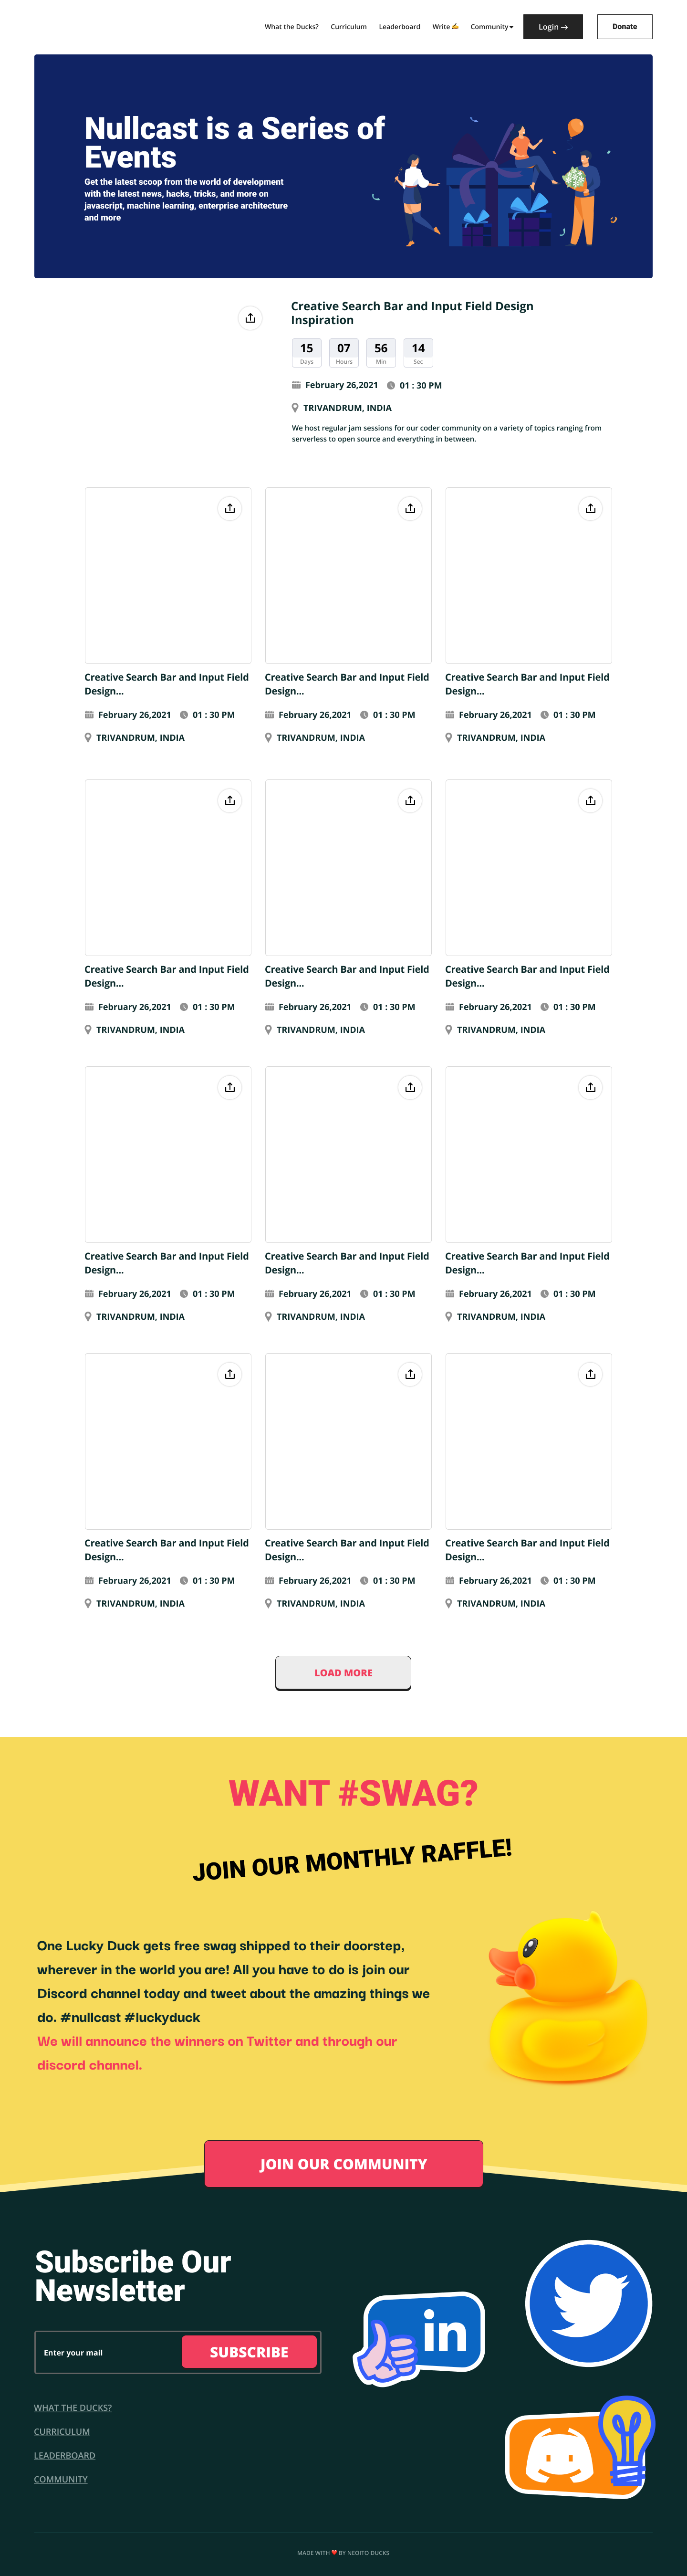 What the Ducks? Curriculum Leaderboard Write ✍️ Community Login → Donate
Nullcast is a Series of
Events
Get the latest scoop from the world of development
with the latest news, hacks, tricks, and more on
javascript, machine learning, enterprise architecture
and more
Creative Search Bar and Input Field Design
Inspiration
15 07 56 14
Days Hours Min Sec
February 26,2021 01 : 30 PM
TRIVANDRUM, INDIA
We host regular jam sessions for our coder community on a variety of topics ranging from
serverless to open source and everything in between.
Creative Search Bar and Input Field
Design...
February 26,2021 01 : 30 PM
TRIVANDRUM, INDIA
Creative Search Bar and Input Field
Design...
February 26,2021 01 : 30 PM
TRIVANDRUM, INDIA
Creative Search Bar and Input Field
Design...
February 26,2021 01 : 30 PM
TRIVANDRUM, INDIA
Creative Search Bar and Input Field
Design...
February 26,2021 01 : 30 PM
TRIVANDRUM, INDIA
Creative Search Bar and Input Field
Design...
February 26,2021 01 : 30 PM
TRIVANDRUM, INDIA
Creative Search Bar and Input Field
Design...
February 26,2021 01 : 30 PM
TRIVANDRUM, INDIA
Creative Search Bar and Input Field
Design...
February 26,2021 01 : 30 PM
TRIVANDRUM, INDIA
Creative Search Bar and Input Field
Design...
February 26,2021 01 : 30 PM
TRIVANDRUM, INDIA
Creative Search Bar and Input Field
Design...
February 26,2021 01 : 30 PM
TRIVANDRUM, INDIA
Creative Search Bar and Input Field
Design...
February 26,2021 01 : 30 PM
TRIVANDRUM, INDIA
Creative Search Bar and Input Field
Design...
February 26,2021 01 : 30 PM
TRIVANDRUM, INDIA
Creative Search Bar and Input Field
Design...
February 26,2021 01 : 30 PM
TRIVANDRUM, INDIA
LOAD MORE
WANT #SWAG?
JOIN OUR MONTHLY RAFFLE!
One Lucky Duck gets free swag shipped to their doorstep,
wherever in the world you are! All you have to do is join our
Discord channel today and tweet about the amazing things we
do. #nullcast #luckyduck
We will announce the winners on Twitter and through our
discord channel.
JOIN OUR COMMUNITY
Subscribe Our
Newsletter
Enter your mail SUBSCRIBE
in
WHAT THE DUCKS?
CURRICULUM
LEADERBOARD
COMMUNITY
MADE WITH ❤️ BY NEOITO DUCKS